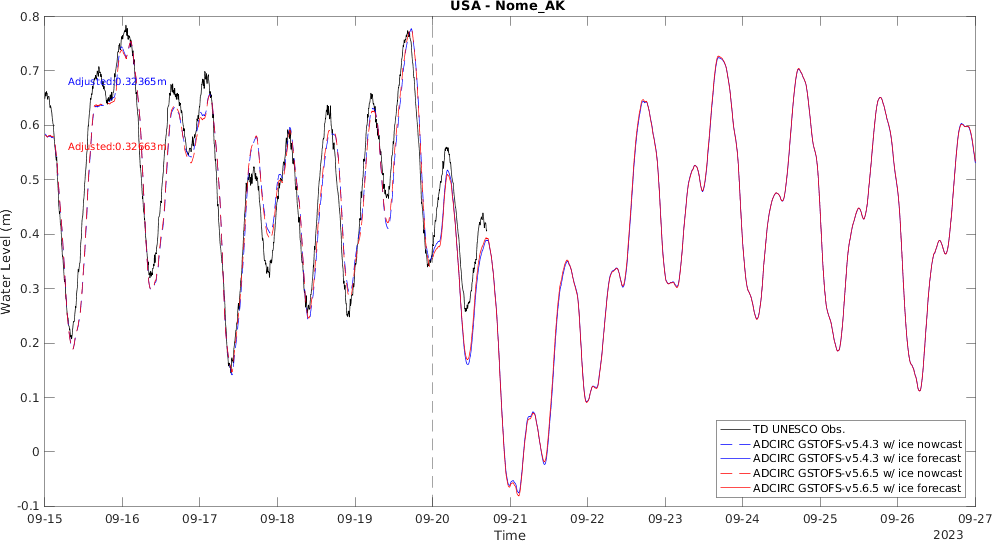 USA - Nome_AK
Water Level (m)
0.8
0.7
0.6
0.5
0.4
0.3
0.2
0.1
0
-0.1
Adjusted:0.32365m
Adjusted:0.32663m
TD UNESCO Obs.
ADCIRC GSTOFS-v5.4.3 w/ ice nowcast
ADCIRC GSTOFS-v5.4.3 w/ ice forecast
ADCIRC GSTOFS-v5.6.5 w/ ice nowcast
ADCIRC GSTOFS-v5.6.5 w/ ice forecast
09-15 09-16 09-17 09-18 09-19 09-20 09-21 09-22 09-23 09-24 09-25 09-26 09-27
Time
2023